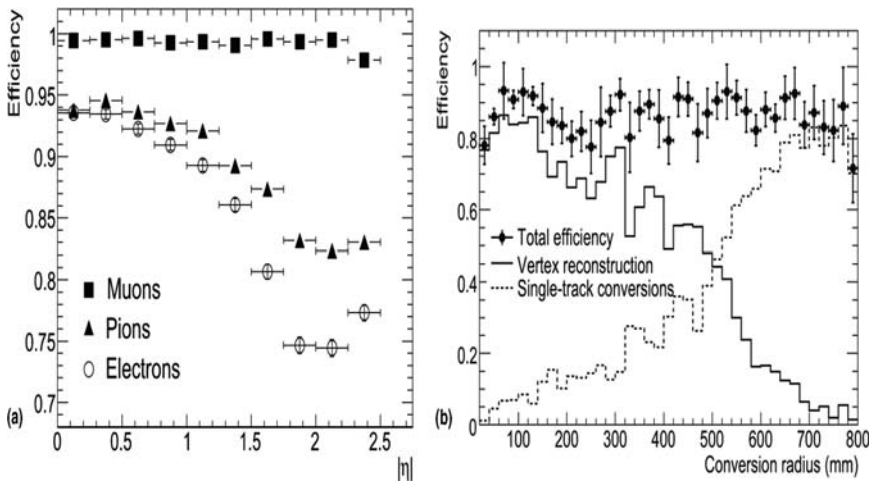 Efficiency
1
0.95
0.9
0.85
0.8
0.75
0.7
Muons
Pions
Electrons
(a)
0 0.5 1 1.5 2 2.5
|η|
Efficiency
1
0.8
0.6
0.4
0.2
0
Total efficiency
Vertex reconstruction
Single-track conversions
(b)
100 200 300 400 500 600 700 800
Conversion radius (mm)